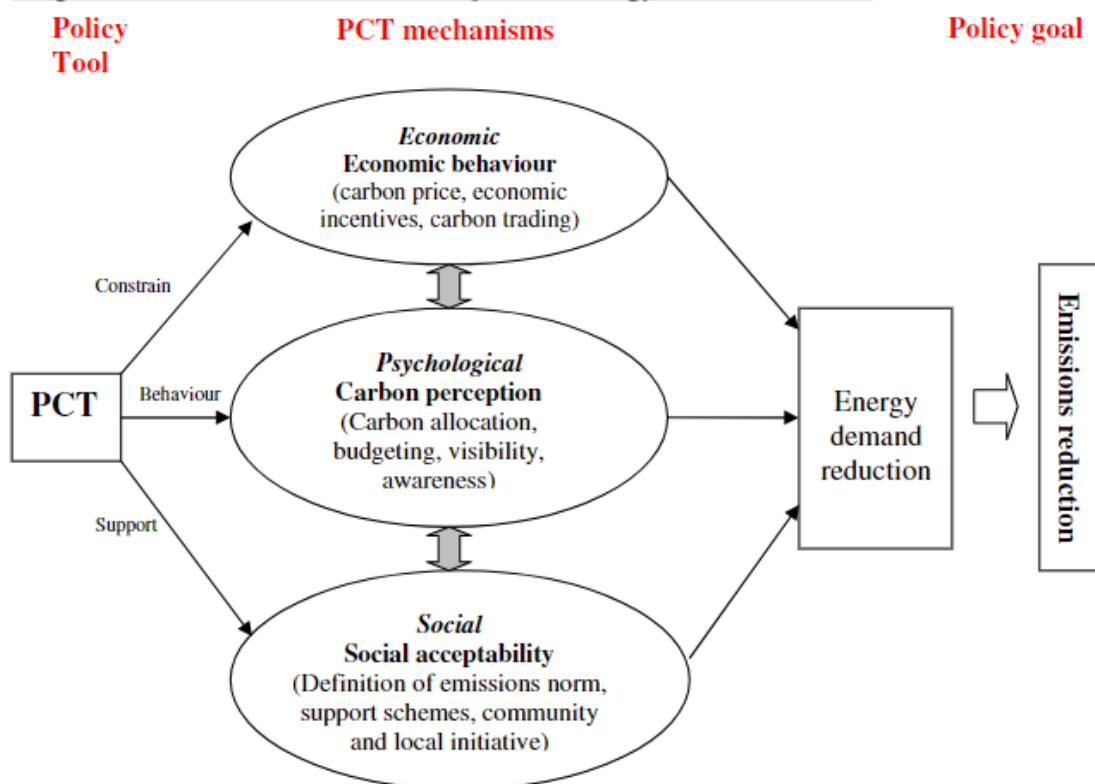 Policy
Tool
PCT mechanisms
Policy goal
Economic
Economic behaviour
(carbon price, economic
incentives, carbon trading)
Constrain
Psychological
Carbon perception
(Carbon allocation,
budgeting, visibility,
awareness)
PCT
Behaviour
Energy
demand
reduction
Emissions reduction
Support
Social
Social acceptability
(Definition of emissions norm,
support schemes, community
and local initiative)